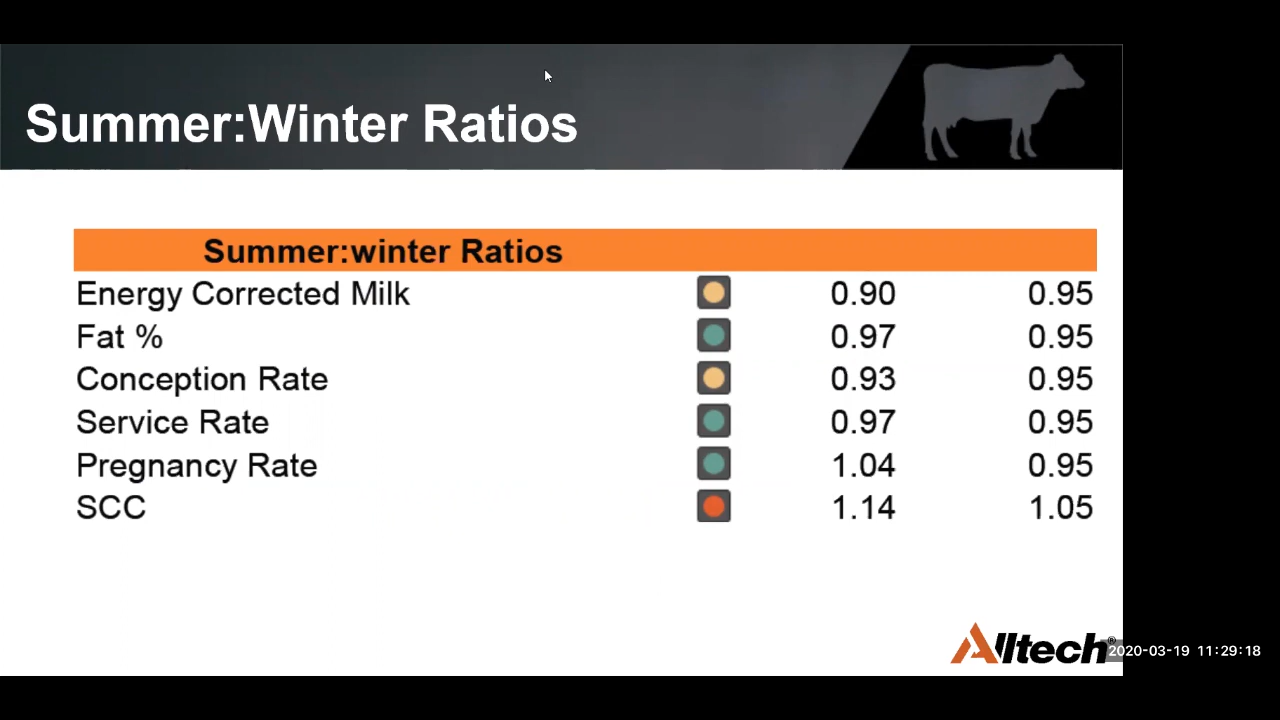 Summer:Winter Ratios
Summer:winter Ratios
Energy Corrected Milk 0.90 0.95
Fat % 0.97 0.95
Conception Rate 0.93 0.95
Service Rate 0.97 0.95
Pregnancy Rate 1.04 0.95
SCC 1.14 1.05
Alltech®
2020-03-19 11:29:18